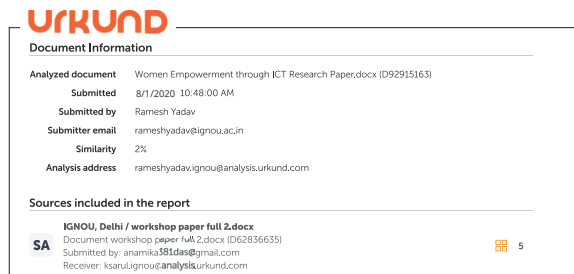 URKUND
Document Information
Analyzed document Women Empowerment through ICT Research Paper.docx (D92915163)
Submitted 8/1/2020 10:48:00 AM
Submitted by Ramesh Yadav
Submitter email rameshyadav@ignou.ac.in
Similarity 2%
Analysis address rameshyadav.ignou@analysis.urkund.com
Sources included in the report
IGNOU, Delhi / workshop paper full 2.docx
SA Document workshop paper full 2.docx (D62836635) 5
Submitted by: anamika381das@gmail.com
Receiver: ksarul.ignou@analysis.urkund.com